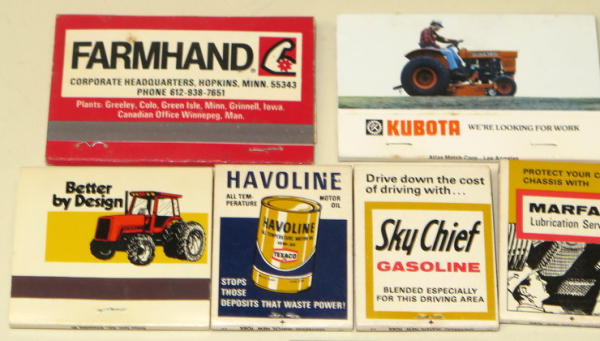 FARMHAND
CORPORATE HEADQUARTERS, HOPKINS, MINN. 55343
PHONE 612-938-7651
Plants: Greeley, Colo. Green Isle, Minn. Grinnell, Iowa.
Canadian Office Winnepeg, Man.
KUBOTA WE'RE LOOKING FOR WORK
Atlas Match Corp. Los Angeles
Better
by Design
HAVOLINE
ALL TEM-
PERATURE
MOTOR
OIL
HAVOLINE
TEXACO
STOPS
THOSE
DEPOSITS THAT WASTE POWER!
Drive down the cost
of driving with...
Sky Chief
GASOLINE
BLENDED ESPECIALLY
FOR THIS DRIVING AREA
PROTECT YOUR C
CHASSIS WITH
MARFA
Lubrication Serv